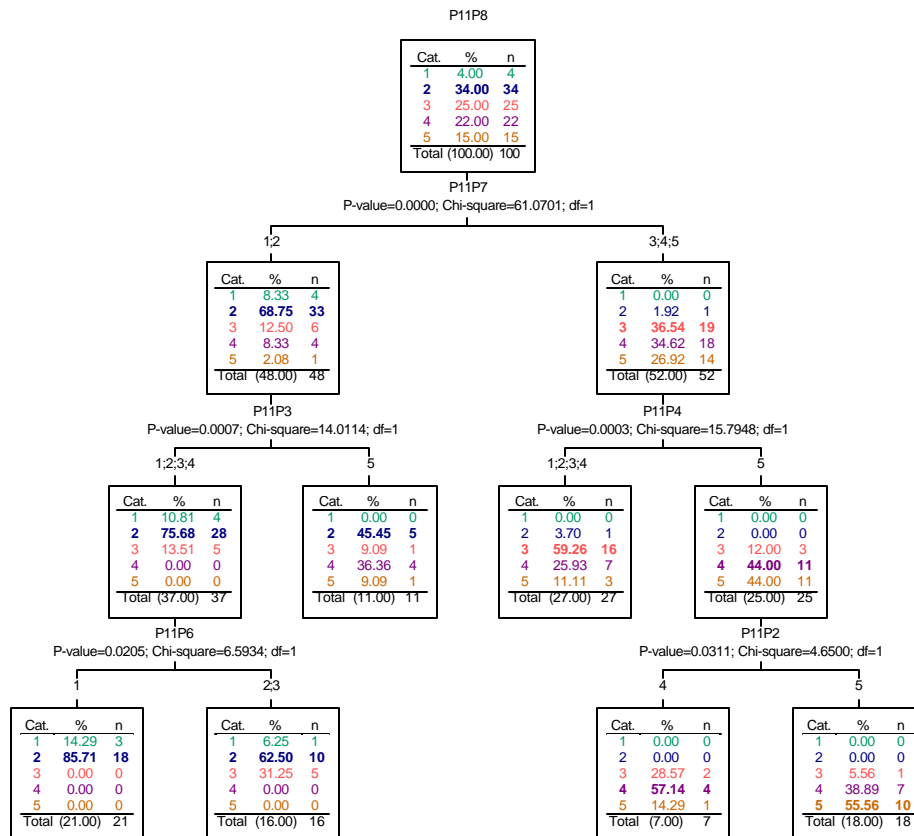 P11P8
Cat. % n
1 4.00 4
2 34.00 34
3 25.00 25
4 22.00 22
5 15.00 15
Total (100.00) 100
P11P7
P-value=0.0000; Chi-square=61.0701; df=1
1;2
3;4;5
Cat. % n
1 8.33 4
2 68.75 33
3 12.50 6
4 8.33 4
5 2.08 1
Total (48.00) 48
Cat. % n
1 0.00 0
2 1.92 1
3 36.54 19
4 34.62 18
5 26.92 14
Total (52.00) 52
P11P3
P-value=0.0007; Chi-square=14.0114; df=1
P11P4
P-value=0.0003; Chi-square=15.7948; df=1
1;2;3;4
5
1;2;3;4
5
Cat. % n
1 10.81 4
2 75.68 28
3 13.51 5
4 0.00 0
5 0.00 0
Total (37.00) 37
Cat. % n
1 0.00 0
2 45.45 5
3 9.09 1
4 36.36 4
5 9.09 1
Total (11.00) 11
Cat. % n
1 0.00 0
2 3.70 1
3 59.26 16
4 25.93 7
5 11.11 3
Total (27.00) 27
Cat. % n
1 0.00 0
2 0.00 0
3 12.00 3
4 44.00 11
5 44.00 11
Total (25.00) 25
P11P6
P-value=0.0205; Chi-square=6.5934; df=1
P11P2
P-value=0.0311; Chi-square=4.6500; df=1
1
2;3
4
5
Cat. % n
1 14.29 3
2 85.71 18
3 0.00 0
4 0.00 0
5 0.00 0
Total (21.00) 21
Cat. % n
1 6.25 1
2 62.50 10
3 31.25 5
4 0.00 0
5 0.00 0
Total (16.00) 16
Cat. % n
1 0.00 0
2 0.00 0
3 28.57 2
4 57.14 4
5 14.29 1
Total (7.00) 7
Cat. % n
1 0.00 0
2 0.00 0
3 5.56 1
4 38.89 7
5 55.56 10
Total (18.00) 18